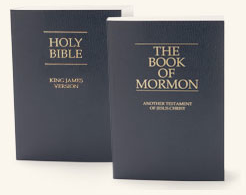 HOLY
BIBLE
KING JAMES
VERSION
THE
BOOK
OF
MORMON
ANOTHER TESTAMENT
OF JESUS CHRIST